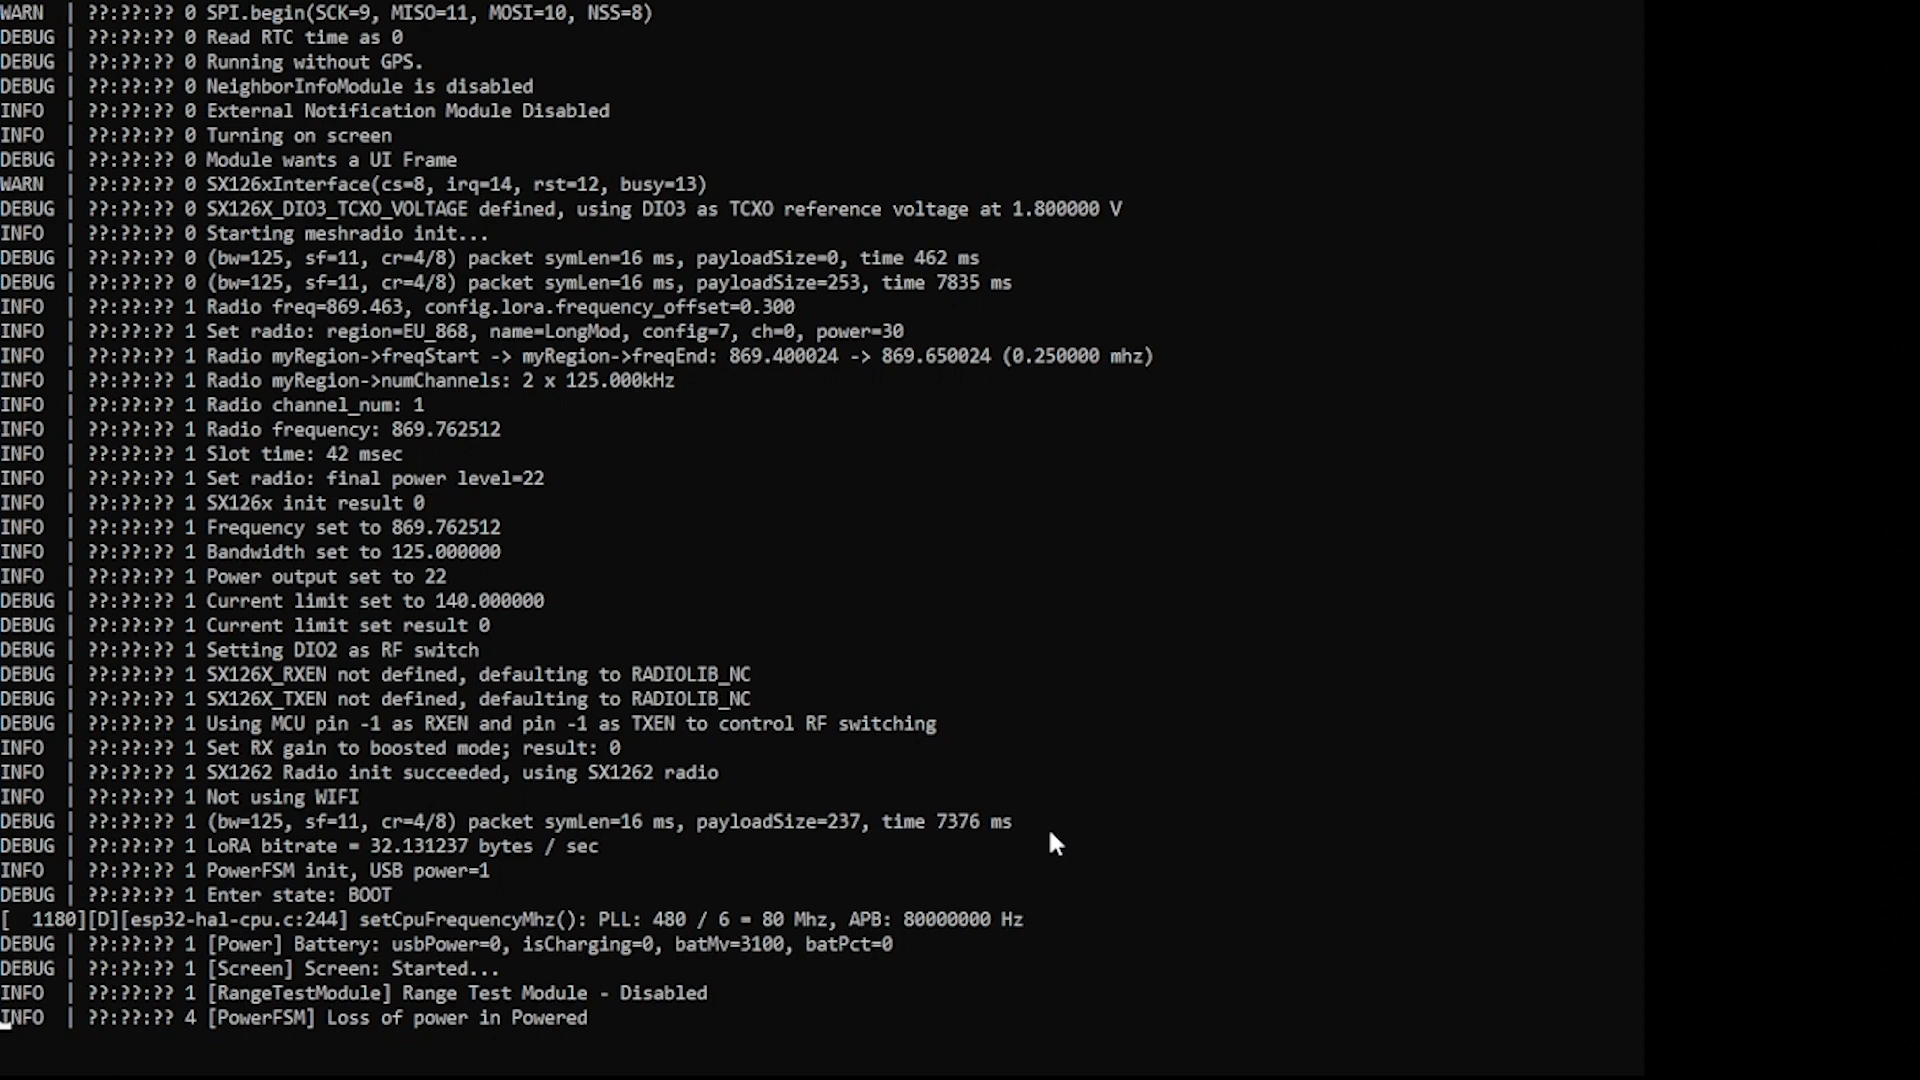 WARN  | ??:??:?? 0 SPI.begin(SCK=9, MISO=11, MOSI=10, NSS=8)
DEBUG | ??:??:?? 0 Read RTC time as 0
DEBUG | ??:??:?? 0 Running without GPS.
DEBUG | ??:??:?? 0 NeighborInfoModule is disabled
INFO  | ??:??:?? 0 External Notification Module Disabled
INFO  | ??:??:?? 0 Turning on screen
DEBUG | ??:??:?? 0 Module wants a UI Frame
WARN  | ??:??:?? 0 SX126xInterface(cs=8, irq=14, rst=12, busy=13)
DEBUG | ??:??:?? 0 SX126X_DIO3_TCXO_VOLTAGE defined, using DIO3 as TCXO reference voltage at 1.800000 V
INFO  | ??:??:?? 0 Starting meshradio init...
DEBUG | ??:??:?? 0 (bw=125, sf=11, cr=4/8) packet symLen=16 ms, payloadSize=0, time 462 ms
DEBUG | ??:??:?? 0 (bw=125, sf=11, cr=4/8) packet symLen=16 ms, payloadSize=253, time 7835 ms
INFO  | ??:??:?? 1 Radio freq=869.463, config.lora.frequency_offset=0.300
INFO  | ??:??:?? 1 Set radio: region=EU_868, name=LongMod, config=7, ch=0, power=30
INFO  | ??:??:?? 1 Radio myRegion->freqStart -> myRegion->freqEnd: 869.400024 -> 869.650024 (0.250000 mhz)
INFO  | ??:??:?? 1 Radio myRegion->numChannels: 2 x 125.000kHz
INFO  | ??:??:?? 1 Radio channel_num: 1
INFO  | ??:??:?? 1 Radio frequency: 869.762512
INFO  | ??:??:?? 1 Slot time: 42 msec
INFO  | ??:??:?? 1 Set radio: final power level=22
INFO  | ??:??:?? 1 SX126x init result 0
INFO  | ??:??:?? 1 Frequency set to 869.762512
INFO  | ??:??:?? 1 Bandwidth set to 125.000000
INFO  | ??:??:?? 1 Power output set to 22
DEBUG | ??:??:?? 1 Current limit set to 140.000000
DEBUG | ??:??:?? 1 Current limit set result 0
DEBUG | ??:??:?? 1 Setting DIO2 as RF switch
DEBUG | ??:??:?? 1 SX126X_RXEN not defined, defaulting to RADIOLIB_NC
DEBUG | ??:??:?? 1 SX126X_TXEN not defined, defaulting to RADIOLIB_NC
DEBUG | ??:??:?? 1 Using MCU pin -1 as RXEN and pin -1 as TXEN to control RF switching
INFO  | ??:??:?? 1 Set RX gain to boosted mode; result: 0
INFO  | ??:??:?? 1 SX1262 Radio init succeeded, using SX1262 radio
INFO  | ??:??:?? 1 Not using WIFI
DEBUG | ??:??:?? 1 (bw=125, sf=11, cr=4/8) packet symLen=16 ms, payloadSize=237, time 7376 ms
DEBUG | ??:??:?? 1 LoRA bitrate = 32.131237 bytes / sec
INFO  | ??:??:?? 1 PowerFSM init, USB power=1
DEBUG | ??:??:?? 1 Enter state: BOOT
[  1180][D][esp32-hal-cpu.c:244] setCpuFrequencyMhz(): PLL: 480 / 6 = 80 Mhz, APB: 80000000 Hz
DEBUG | ??:??:?? 1 [Power] Battery: usbPower=0, isCharging=0, batMv=3100, batPct=0
DEBUG | ??:??:?? 1 [Screen] Screen: Started...
INFO  | ??:??:?? 1 [RangeTestModule] Range Test Module - Disabled
INFO  | ??:??:?? 4 [PowerFSM] Loss of power in Powered